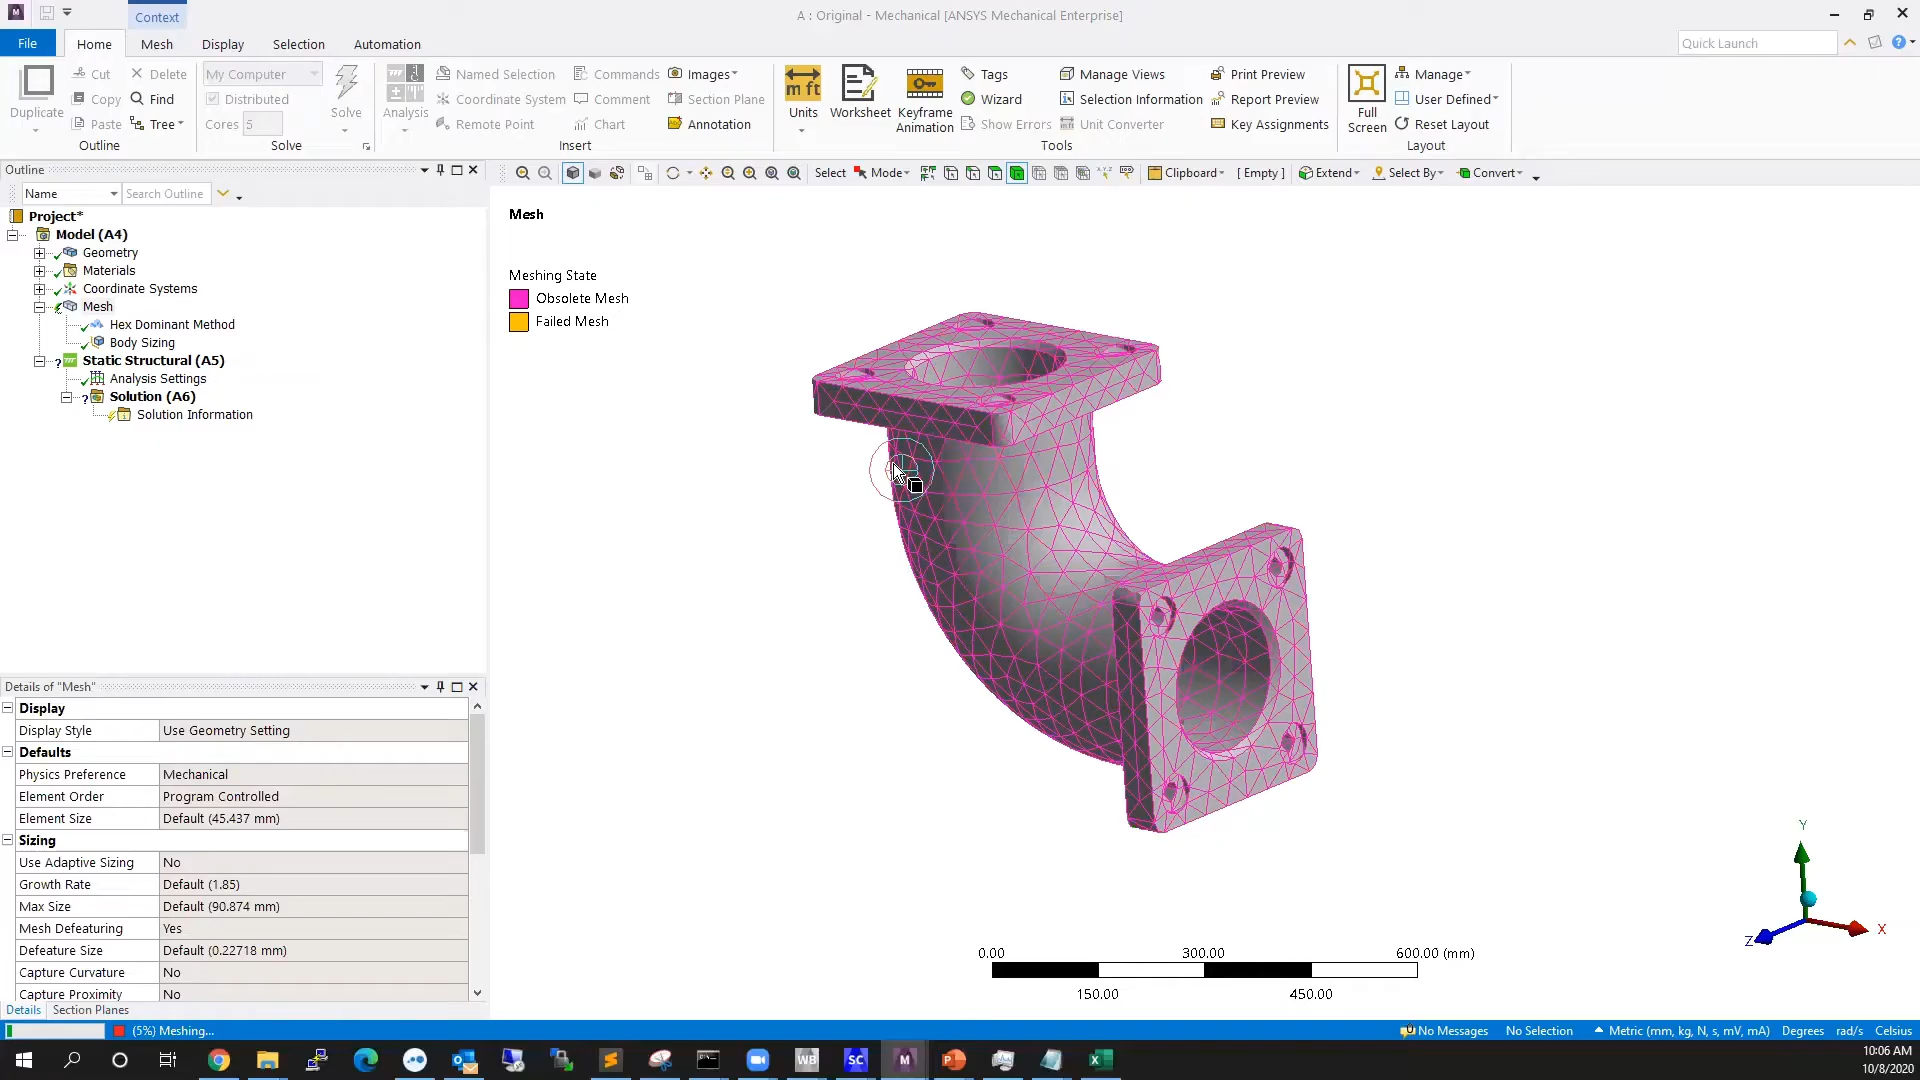 Context
A : Original - Mechanical [ANSYS Mechanical Enterprise]
File
Home
Mesh
Display
Selection
Automation
Quick Launch
Duplicate
Cut
Delete
Copy
Find
Paste
Tree
Outline
My Computer
Distributed
Cores 5
Solve
Solve
Analysis
Named Selection
Commands
Images
Coordinate System
Comment
Section Plane
Remote Point
Chart
Annotation
Insert
Units
Worksheet
Keyframe
Animation
Tags
Manage Views
Print Preview
Wizard
Selection Information
Report Preview
Show Errors
Unit Converter
Key Assignments
Tools
Full
Screen
Manage
User Defined
Reset Layout
Layout
Outline
Name
Search Outline
Select
Mode
Clipboard
[ Empty ]
Extend
Select By
Convert
Project*
Model (A4)
Geometry
Materials
Coordinate Systems
Mesh
Hex Dominant Method
Body Sizing
Static Structural (A5)
Analysis Settings
Solution (A6)
Solution Information
Mesh
Meshing State
Obsolete Mesh
Failed Mesh
Details of "Mesh"
Display
Display Style Use Geometry Setting
Defaults
Physics Preference Mechanical
Element Order Program Controlled
Element Size Default (45.437 mm)
Sizing
Use Adaptive Sizing No
Growth Rate Default (1.85)
Max Size Default (90.874 mm)
Mesh Defeaturing Yes
Defeature Size Default (0.22718 mm)
Capture Curvature No
Capture Proximity No
Details
Section Planes
0.00 300.00 600.00 (mm)
150.00 450.00
Y
X
Z
(5%) Meshing...
No Messages
No Selection
Metric (mm, kg, N, s, mV, mA)
Degrees
rad/s
Celsius
WB
SC
M
10:06 AM
10/8/2020